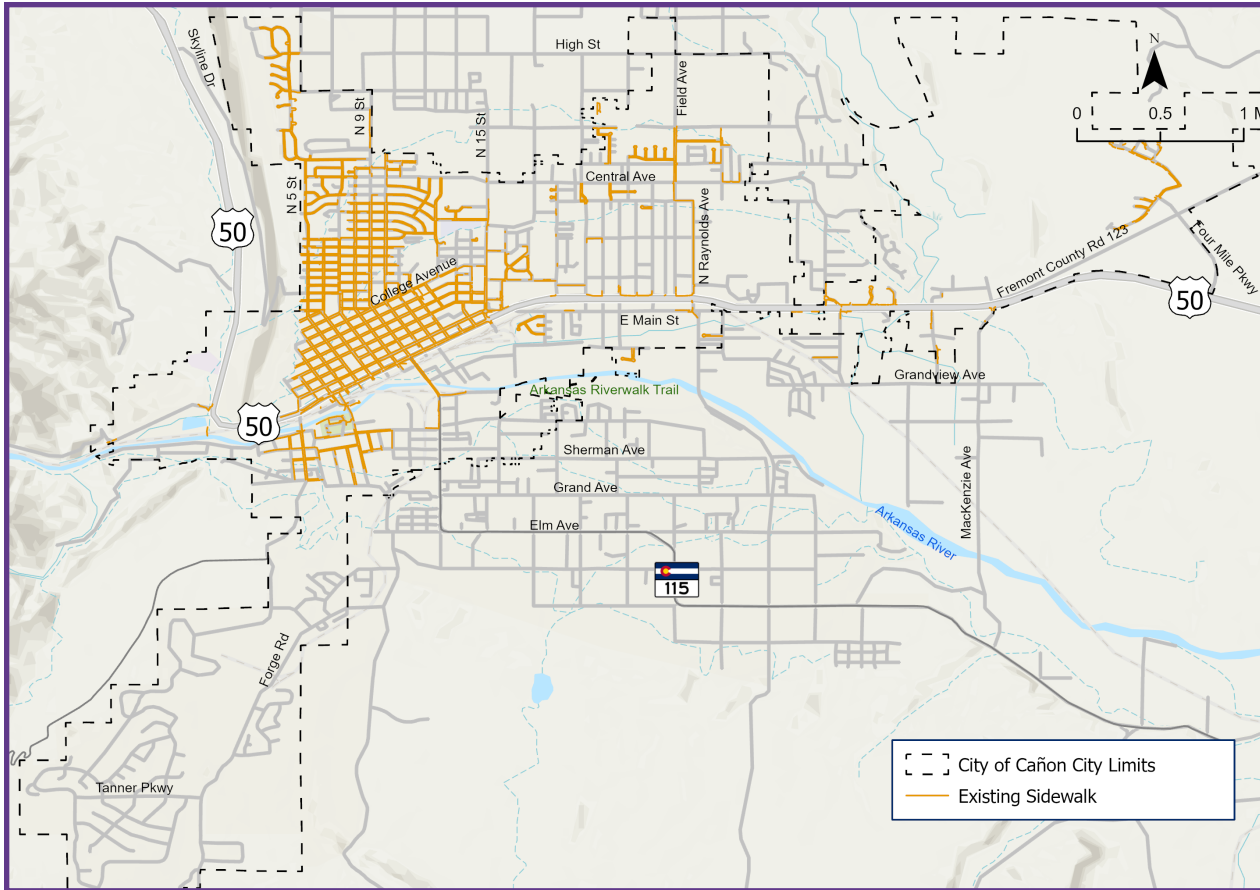 High St
Skyline Dr
Field Ave
N
N 9 St
N 15 St
0 0.5 1 M
Central Ave
N 5 St
50
N Raynolds Ave
College Avenue
Fremont County Rd 123
Four Mile Pkwy
50
E Main St
Grandview Ave
Arkansas Riverwalk Trail
50
Sherman Ave
Grand Ave
MacKenzie Ave
Elm Ave
Arkansas River
115
Forge Rd
City of Cañon City Limits
Tanner Pkwy
Existing Sidewalk